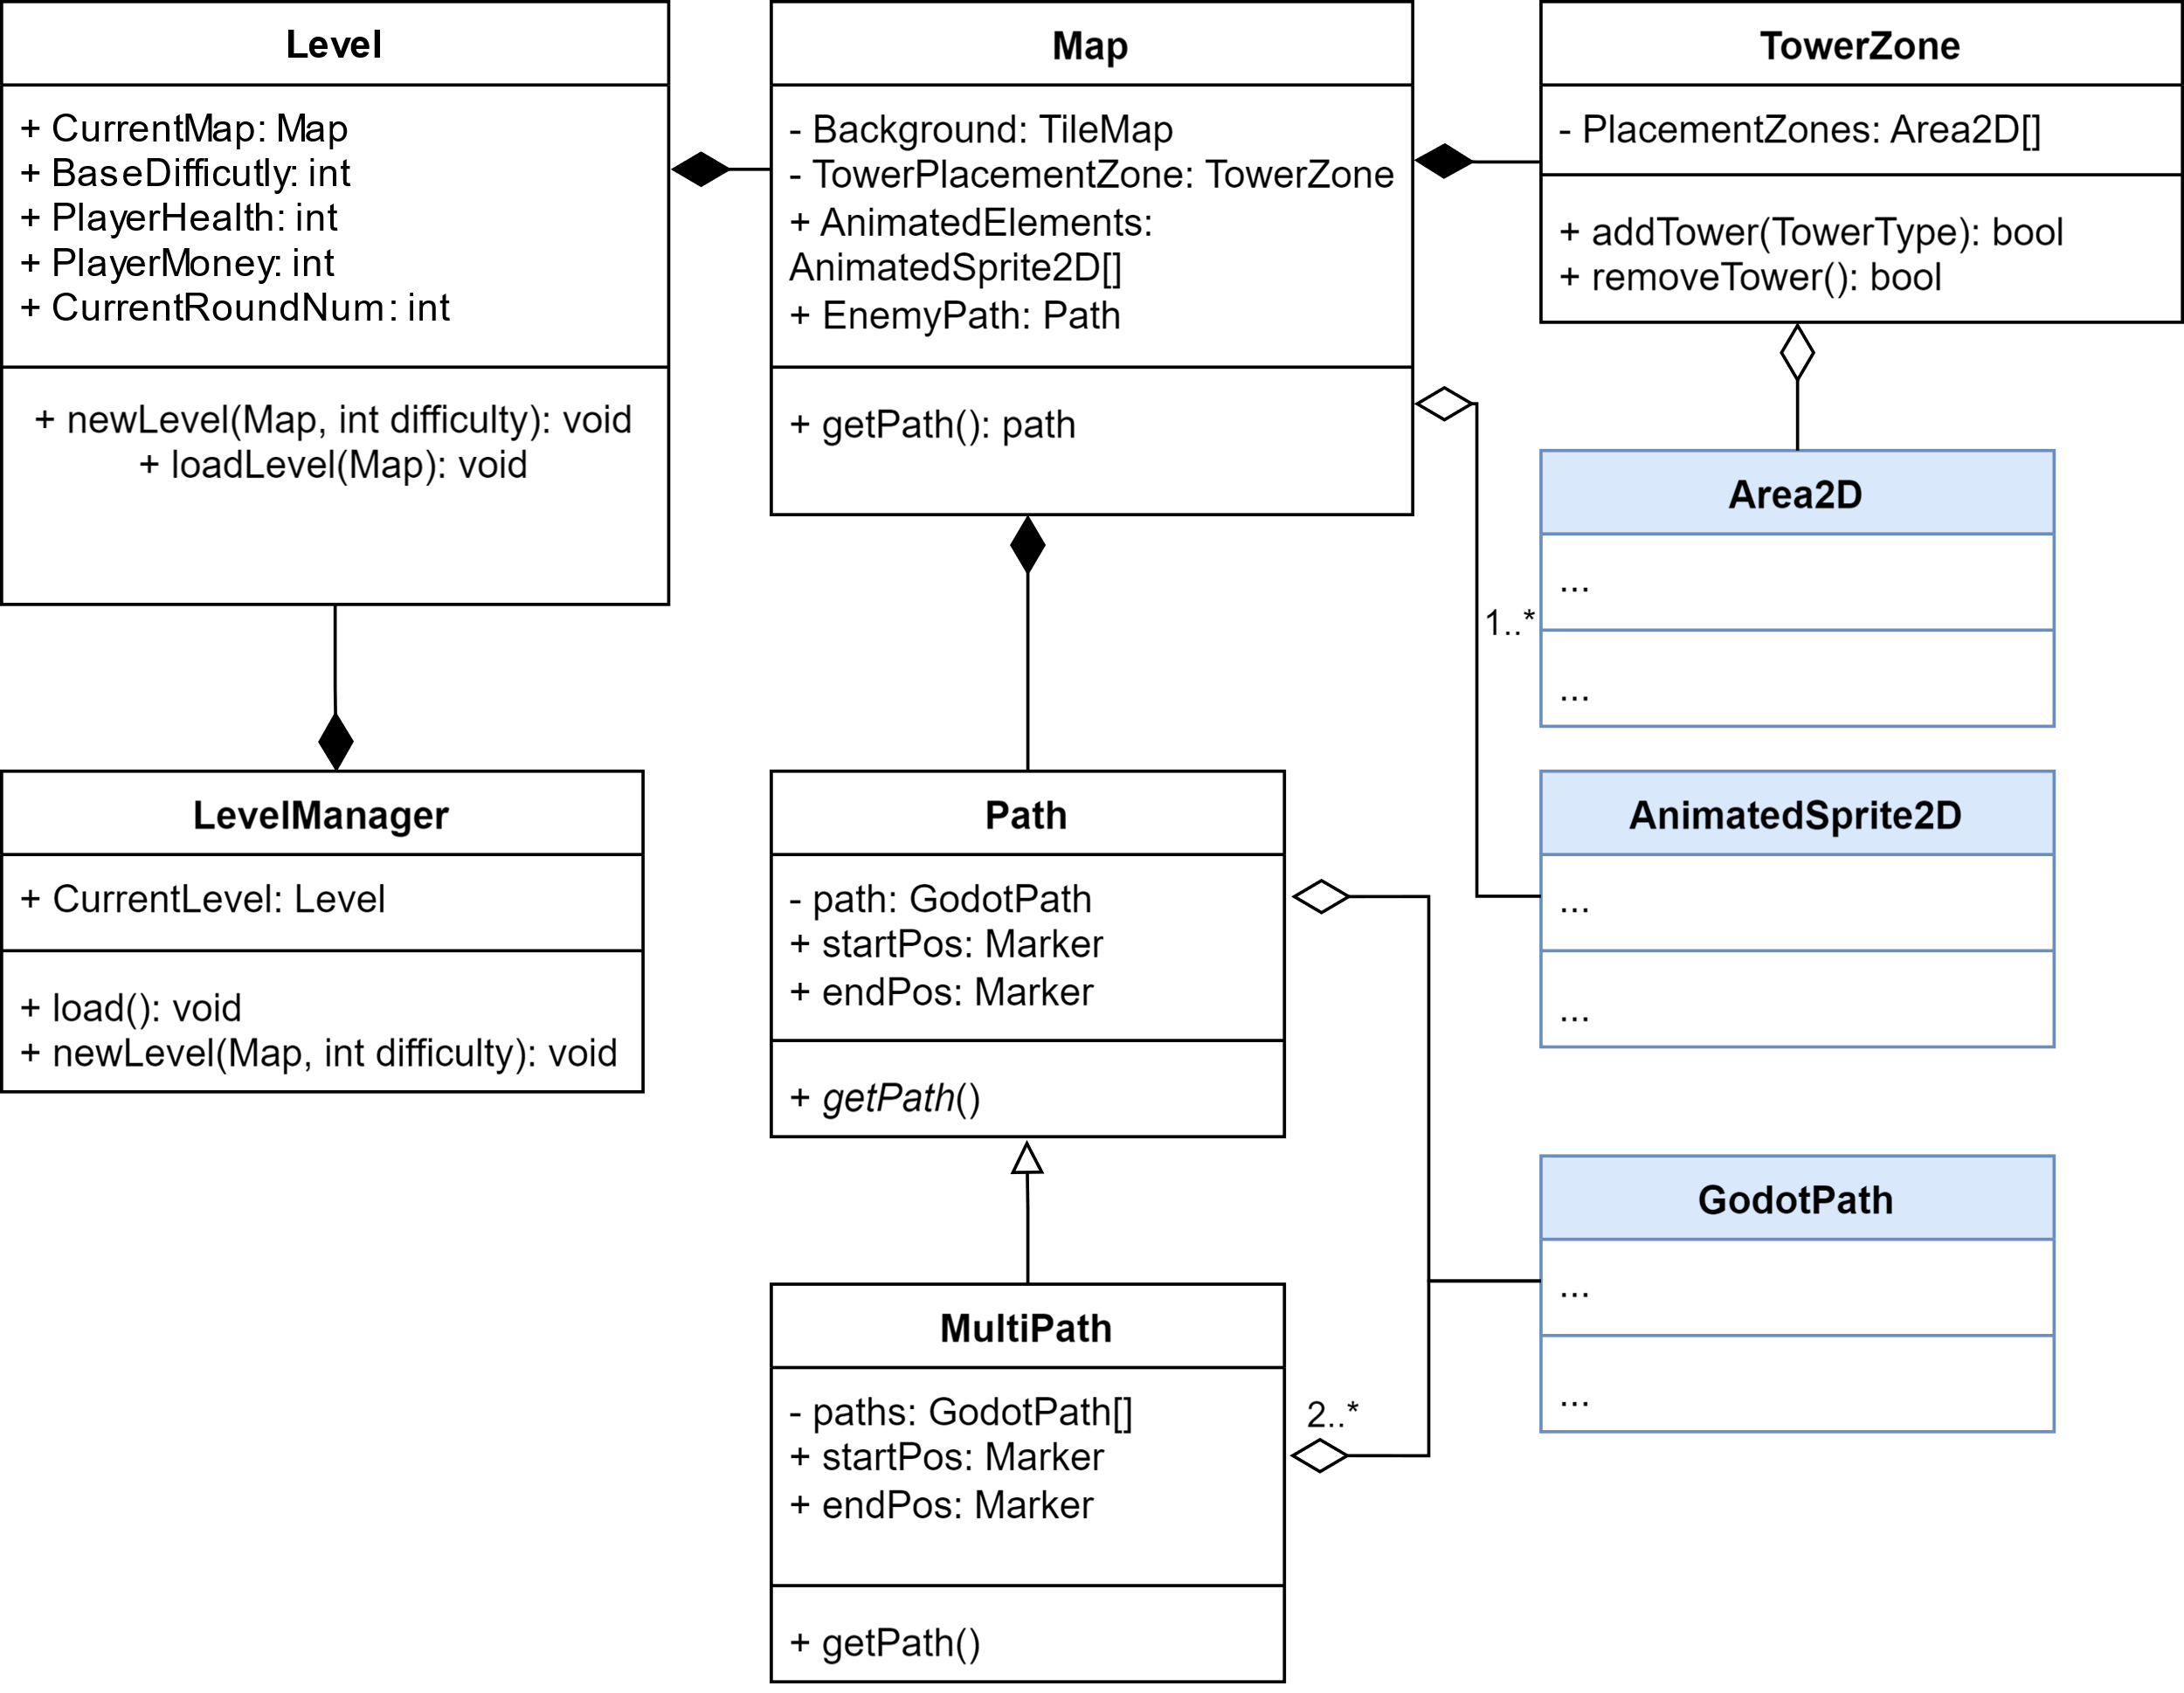 Level
+ CurrentMap: Map
+ BaseDifficutly: int
+ PlayerHealth: int
+ PlayerMoney: int
+ CurrentRoundNum: int
+ newLevel(Map, int difficulty): void
+ loadLevel(Map): void
Map
- Background: TileMap
- TowerPlacementZone: TowerZone
+ AnimatedElements:
AnimatedSprite2D[]
+ EnemyPath: Path
+ getPath(): path
TowerZone
- PlacementZones: Area2D[]
+ addTower(TowerType): bool
+ removeTower(): bool
Area2D
...
...
1..*
LevelManager
+ CurrentLevel: Level
+ load(): void
+ newLevel(Map, int difficulty): void
Path
- path: GodotPath
+ startPos: Marker
+ endPos: Marker
+ getPath()
AnimatedSprite2D
...
...
GodotPath
...
...
MultiPath
- paths: GodotPath[]
+ startPos: Marker
+ endPos: Marker
+ getPath()
2..*